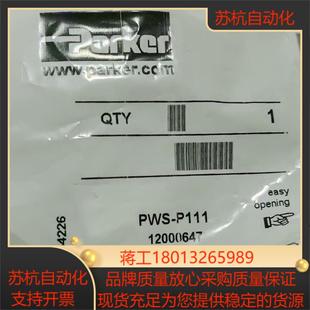 苏杭自动化
Parker
www.parker.com
QTY
1
PWS-P111
12000647
easy
opening
4226
蒋工18013265989
苏杭自动化
支持开票
品牌质量放心采购质量保证
现货充足为您提供稳定的货源